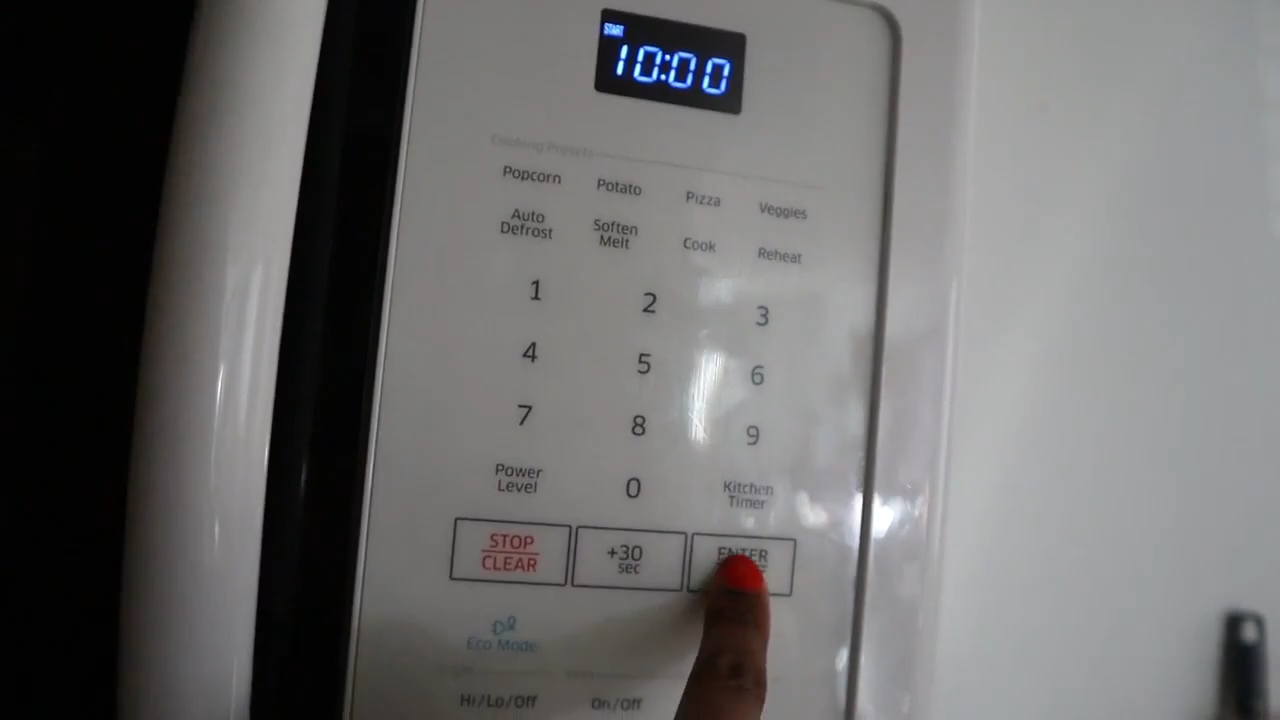 START
10:00
Cooking Presets
Popcorn Potato Pizza Veggies
Auto Defrost Soften Melt Cook Reheat
1 2 3
4 5 6
7 8 9
Power Level 0 Kitchen Timer
STOP CLEAR +30 sec ENTER
Eco Mode
Hi/Lo/Off On/Off